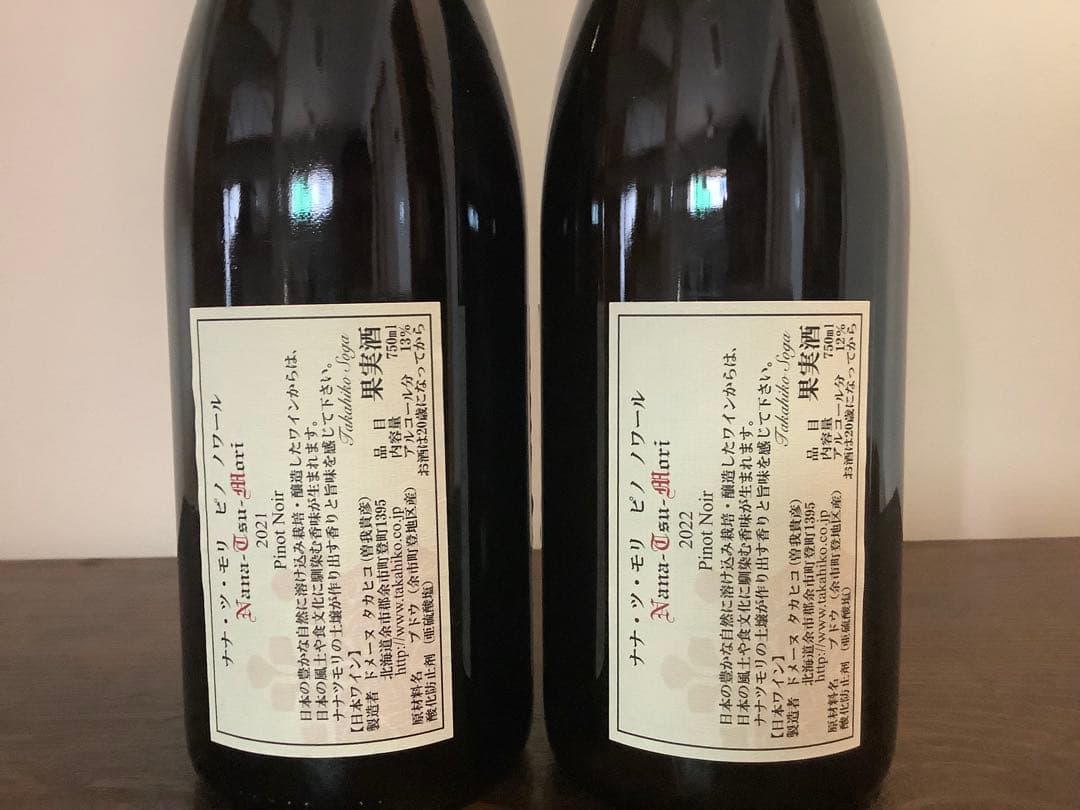 ナナ・ツ・モリ ピノ ノワール
Nana-Tsu-Mori
2021
Pinot Noir
日本の豊かな自然に溶け込み栽培・醸造したワインからは、
日本の風土や食文化に馴染む香味が生まれます。
ナナツモリの土壌が作り出す香りと旨味を感じて下さい。
Takahiko Soga
【日本ワイン】
製造者 ドメーヌ タカヒコ (曽我貴彦)
北海道余市郡余市町登町1395
http://www.takahiko.co.jp
原材料名 ブドウ (余市町登地区産)
酸化防止剤 (亜硫酸塩)
品目 果実酒
内容量 750ml
アルコール分 13%
お酒は20歳になってから
ナナ・ツ・モリ ピノ ノワール
Nana-Tsu-Mori
2022
Pinot Noir
日本の豊かな自然に溶け込み栽培・醸造したワインからは、
日本の風土や食文化に馴染む香味が生まれます。
ナナツモリの土壌が作り出す香りと旨味を感じて下さい。
Takahiko Soga
【日本ワイン】
製造者 ドメーヌ タカヒコ (曽我貴彦)
北海道余市郡余市町登町1395
http://www.takahiko.co.jp
原材料名 ブドウ (余市町登地区産)
酸化防止剤 (亜硫酸塩)
品目 果実酒
内容量 750ml
アルコール分 12%
お酒は20歳になってから